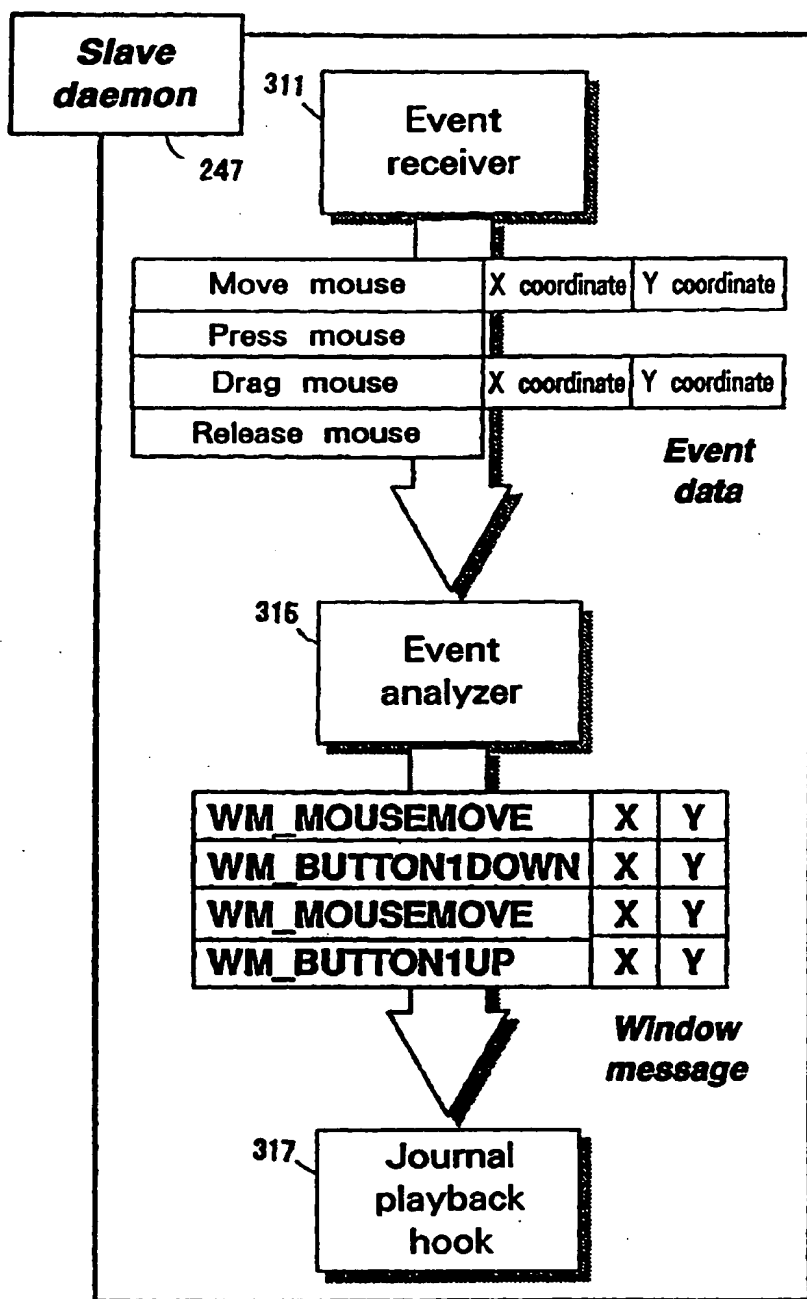 Slave
daemon
247
311
Event
receiver
Move mouse X coordinate Y coordinate
Press mouse
Drag mouse X coordinate Y coordinate
Release mouse
Event
data
316
Event
analyzer
WM_MOUSEMOVE X Y
WM_BUTTON1DOWN X Y
WM_MOUSEMOVE X Y
WM_BUTTON1UP X Y
Window
message
317
Journal
playback
hook